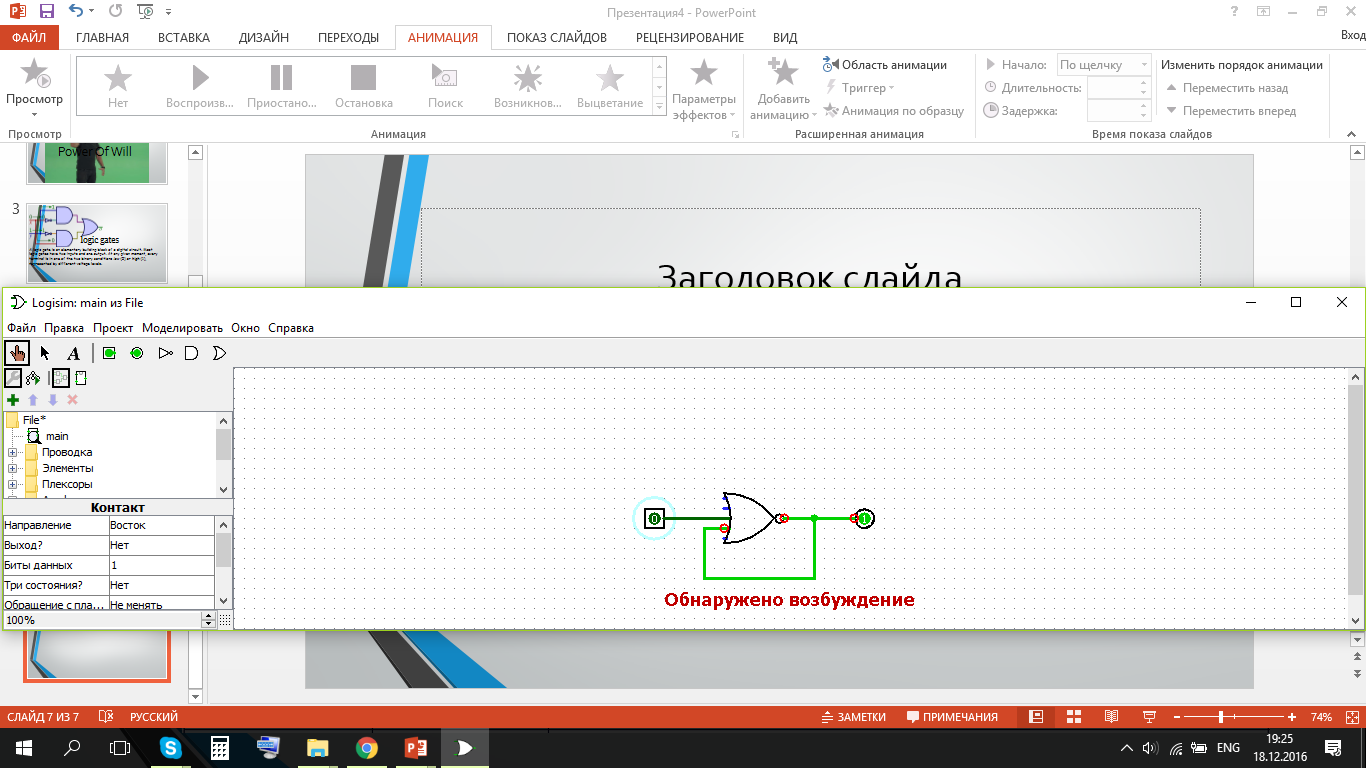 Презентация4 - PowerPoint
ФАЙЛ ГЛАВНАЯ ВСТАВКА ДИЗАЙН ПЕРЕХОДЫ АНИМАЦИЯ ПОКАЗ СЛАЙДОВ РЕЦЕНЗИРОВАНИЕ ВИД Вход
Просмотр
Нет Воспроизв... Приостано... Остановка Поиск Возникнов... Выцветание
Параметры эффектов
Добавить анимацию
Область анимации
Триггер
Анимация по образцу
Начало: По щелчку
Длительность:
Задержка:
Изменить порядок анимации
Переместить назад
Переместить вперед
Просмотр Анимация Расширенная анимация Время показа слайдов
Power Of Will
3
logic gates
Заголовок слайда
Logisim: main из File
Файл Правка Проект Моделировать Окно Справка
A
File*
main
Проводка
Элементы
Плексоры
Контакт
Направление Восток
Выход? Нет
Биты данных 1
Три состояния? Нет
Обращение с пла... Не менять
100%
0
1
Обнаружено возбуждение
СЛАЙД 7 ИЗ 7 РУССКИЙ ЗАМЕТКИ ПРИМЕЧАНИЯ 74%
ENG
19:25
18.12.2016